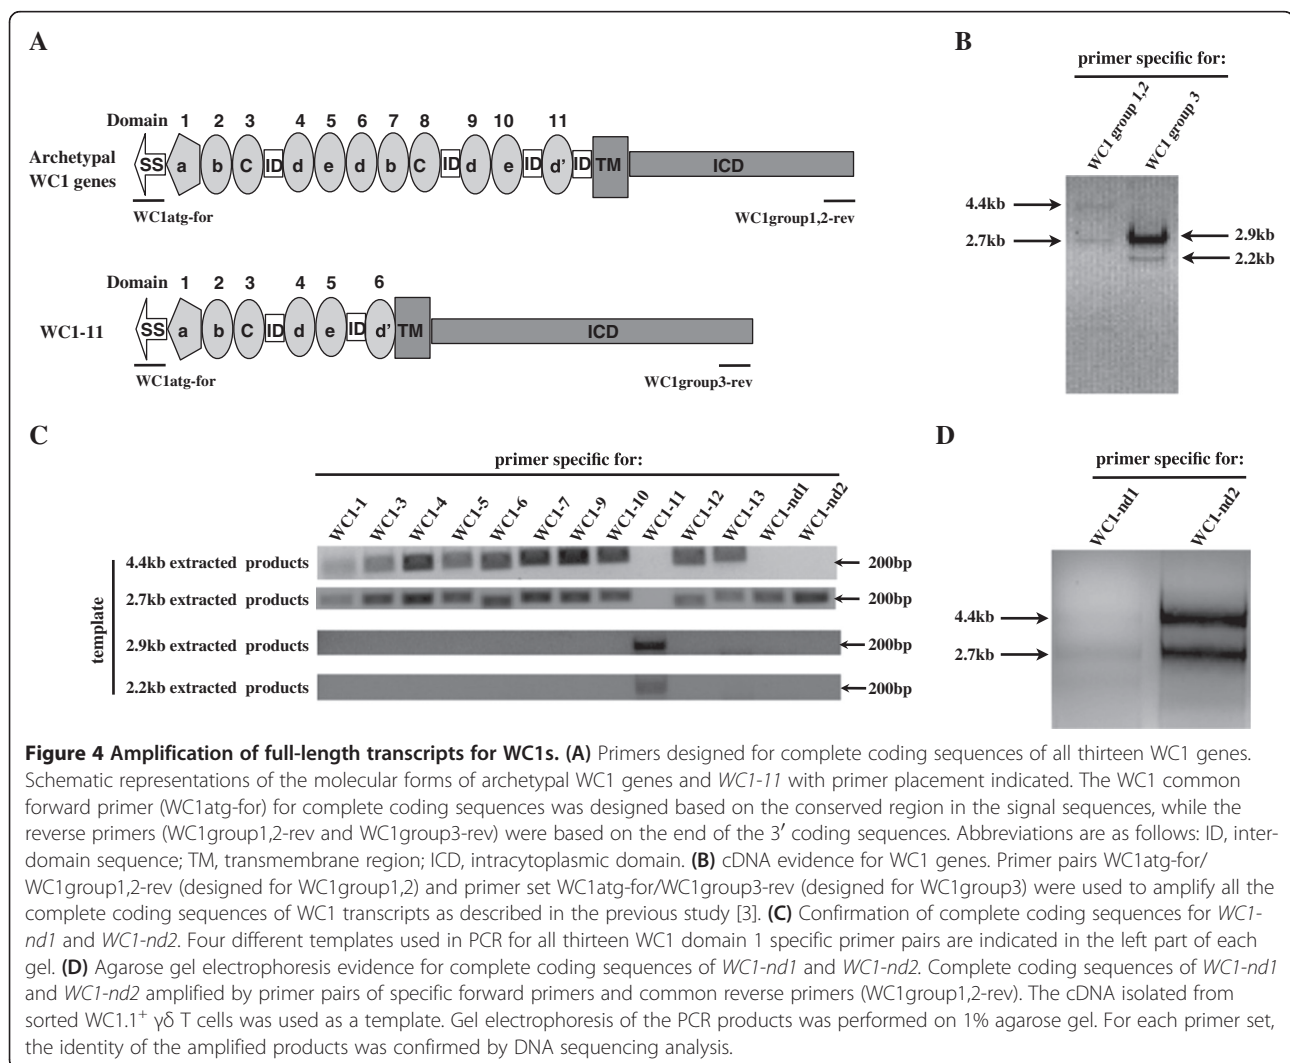 A
Domain 1 2 3 4 5 6 7 8 9 10 11
Archetypal WC1 genes
SS a b C ID d e d b C ID d e ID d' ID TM ICD
WC1atg-for
WC1group1,2-rev
Domain 1 2 3 4 5 6
WC1-11
SS a b C ID d e ID d' TM ICD
WC1atg-for
WC1group3-rev
B
primer specific for:
WC1 group 1,2
WC1 group 3
4.4kb
2.7kb
2.9kb
2.2kb
C
primer specific for:
WC1-1 WC1-3 WC1-4 WC1-5 WC1-6 WC1-7 WC1-9 WC1-10 WC1-11 WC1-12 WC1-13 WC1-nd1 WC1-nd2
template
4.4kb extracted products 200bp
2.7kb extracted products 200bp
2.9kb extracted products 200bp
2.2kb extracted products 200bp
D
primer specific for:
WC1-nd1 WC1-nd2
4.4kb
2.7kb
Figure 4 Amplification of full-length transcripts for WC1s. (A) Primers designed for complete coding sequences of all thirteen WC1 genes.
Schematic representations of the molecular forms of archetypal WC1 genes and WC1-11 with primer placement indicated. The WC1 common
forward primer (WC1atg-for) for complete coding sequences was designed based on the conserved region in the signal sequences, while the
reverse primers (WC1group1,2-rev and WC1group3-rev) were based on the end of the 3′ coding sequences. Abbreviations are as follows: ID, inter-
domain sequence; TM, transmembrane region; ICD, intracytoplasmic domain. (B) cDNA evidence for WC1 genes. Primer pairs WC1atg-for/
WC1group1,2-rev (designed for WC1group1,2) and primer set WC1atg-for/WC1group3-rev (designed for WC1group3) were used to amplify all the
complete coding sequences of WC1 transcripts as described in the previous study [3]. (C) Confirmation of complete coding sequences for WC1-
nd1 and WC1-nd2. Four different templates used in PCR for all thirteen WC1 domain 1 specific primer pairs are indicated in the left part of each
gel. (D) Agarose gel electrophoresis evidence for complete coding sequences of WC1-nd1 and WC1-nd2. Complete coding sequences of WC1-nd1
and WC1-nd2 amplified by primer pairs of specific forward primers and common reverse primers (WC1group1,2-rev). The cDNA isolated from
sorted WC1.1⁺ γδ T cells was used as a template. Gel electrophoresis of the PCR products was performed on 1% agarose gel. For each primer set,
the identity of the amplified products was confirmed by DNA sequencing analysis.